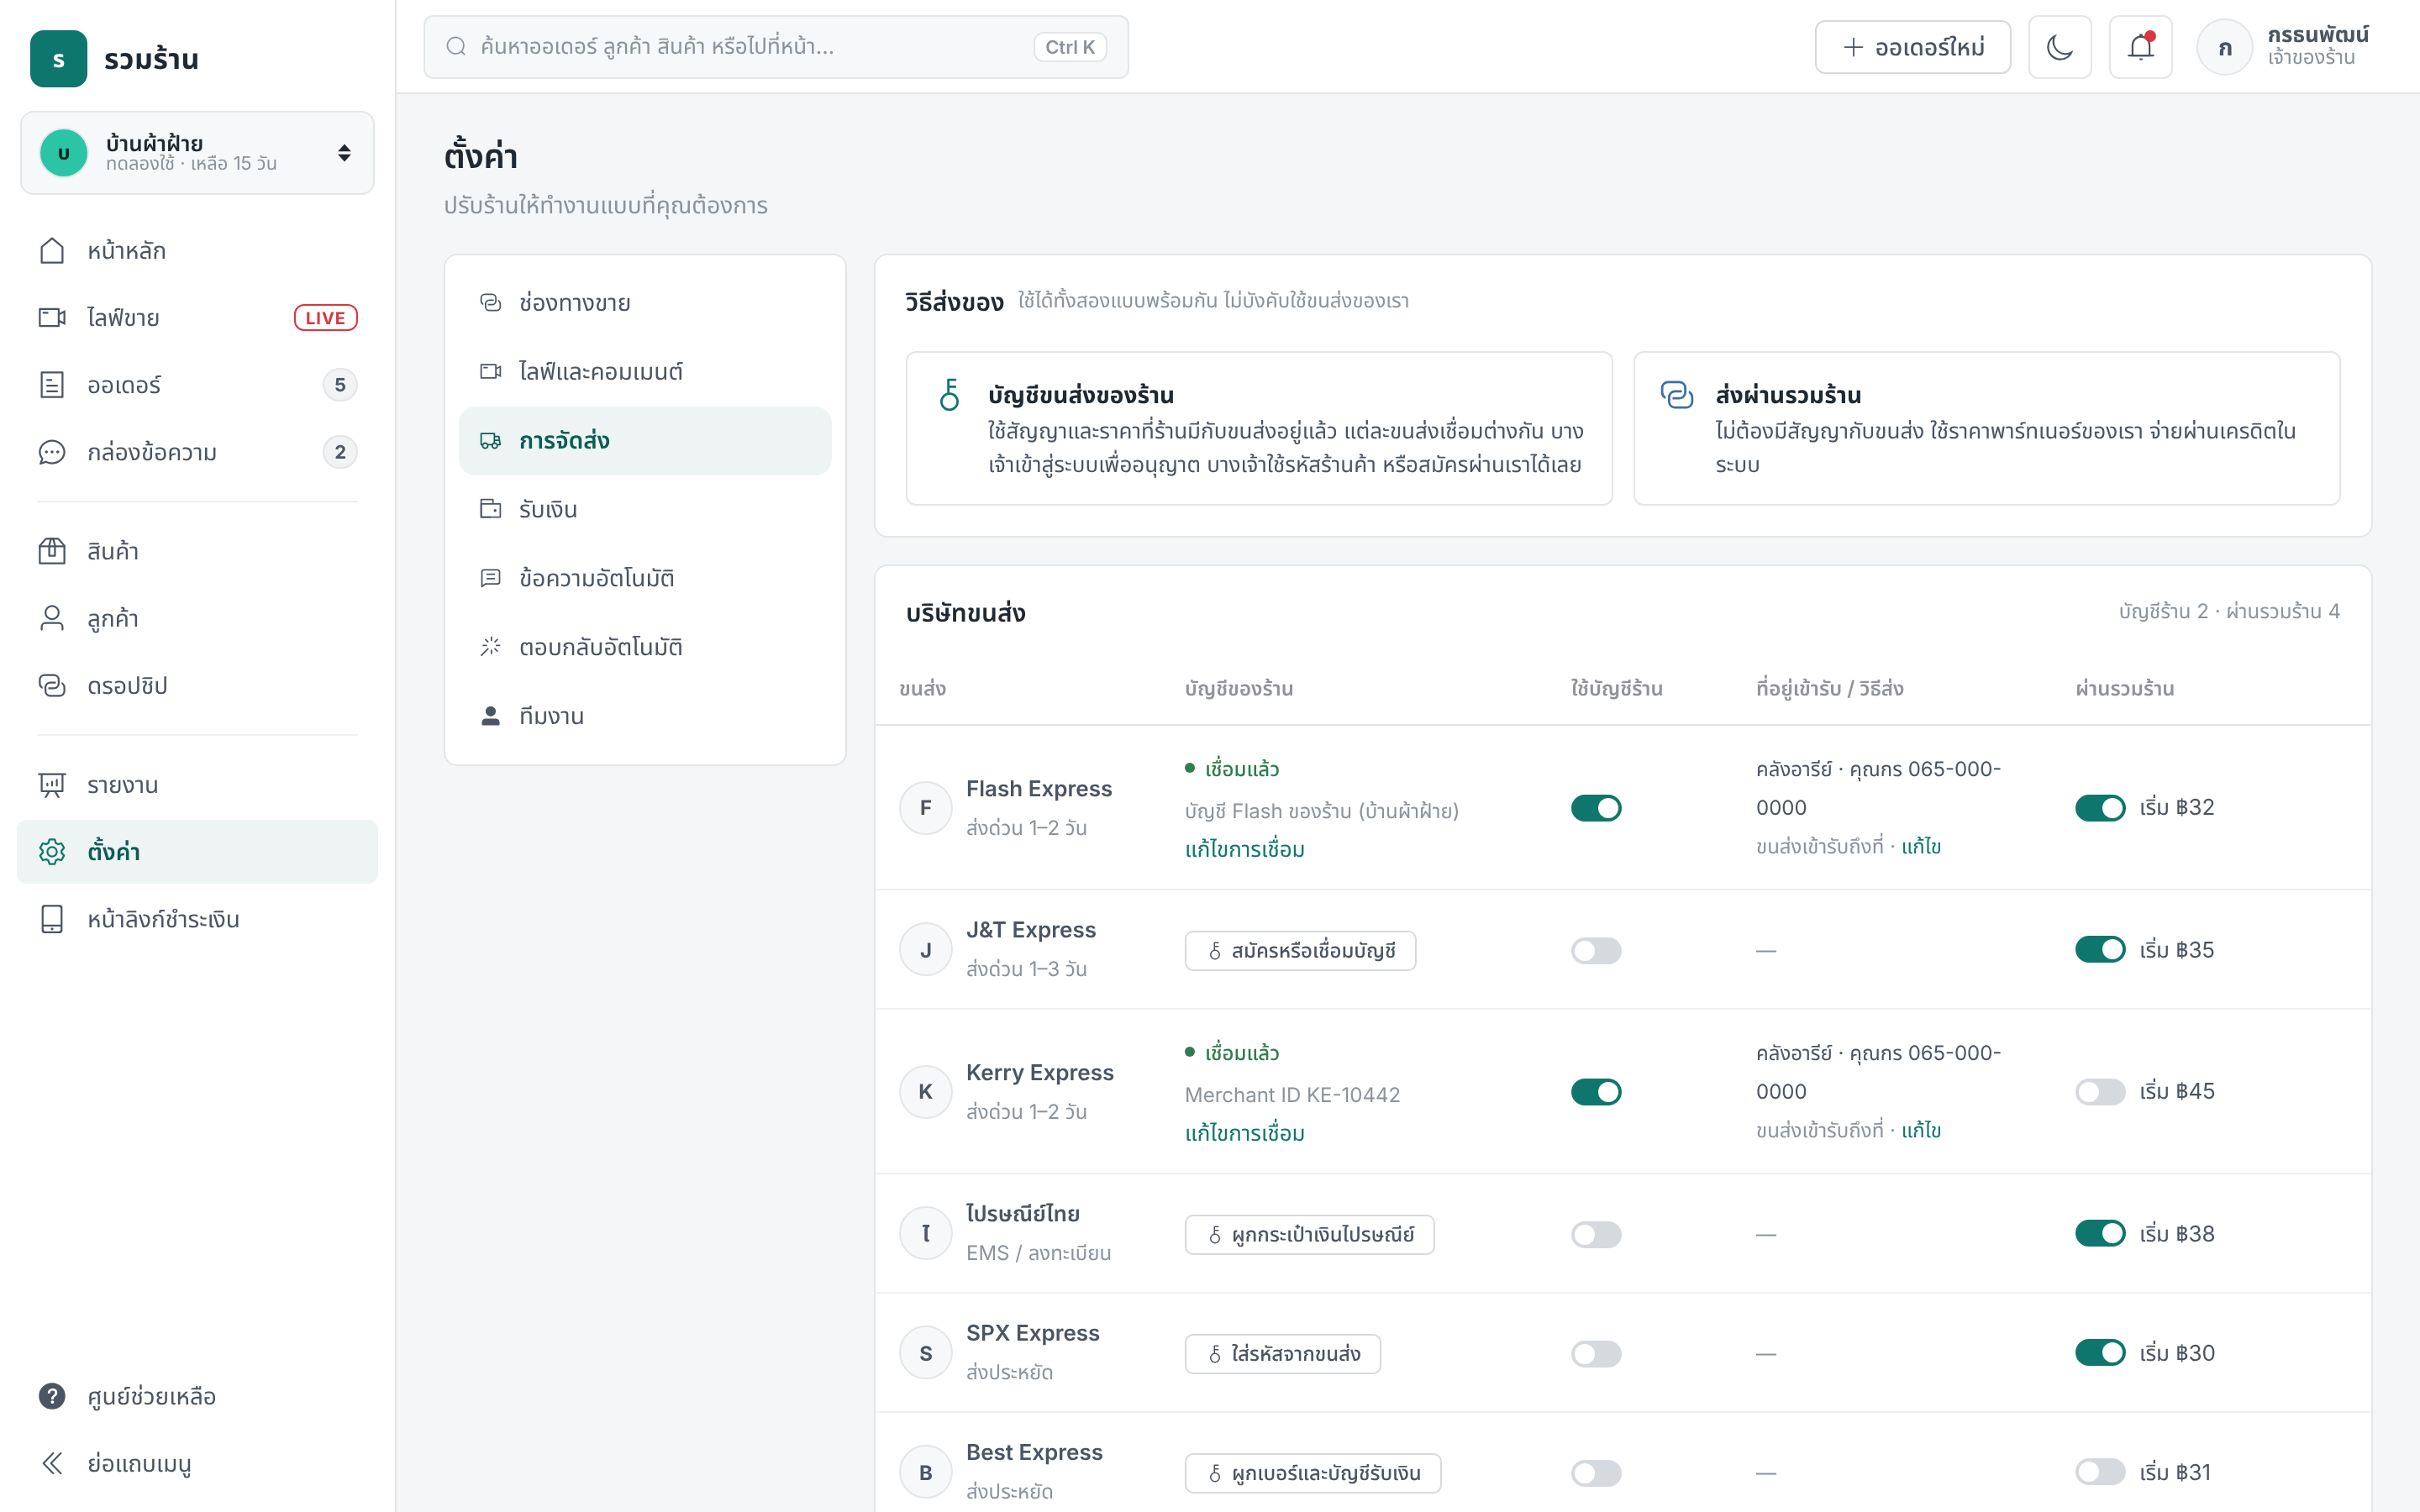 ร รวมร้าน
บ บ้านผ้าฝ้าย
ทดลองใช้ · เหลือ 15 วัน
หน้าหลัก
ไลฟ์ขาย LIVE
ออเดอร์ 5
กล่องข้อความ 2
สินค้า
ลูกค้า
ดรอปชิป
รายงาน
ตั้งค่า
หน้าลิงก์ชำระเงิน
ศูนย์ช่วยเหลือ
ย่อแถบเมนู
ค้นหาออเดอร์ ลูกค้า สินค้า หรือไปที่หน้า... Ctrl K
ออเดอร์ใหม่
ก กรธนพัฒน์
เจ้าของร้าน
ตั้งค่า
ปรับร้านให้ทำงานแบบที่คุณต้องการ
ช่องทางขาย
ไลฟ์และคอมเมนต์
การจัดส่ง
รับเงิน
ข้อความอัตโนมัติ
ตอบกลับอัตโนมัติ
ทีมงาน
วิธีส่งของ ใช้ได้ทั้งสองแบบพร้อมกัน ไม่บังคับใช้ขนส่งของเรา
บัญชีขนส่งของร้าน
ใช้สัญญาและราคาที่ร้านมีกับขนส่งอยู่แล้ว แต่ละขนส่งเชื่อมต่างกัน บาง
เจ้าเข้าสู่ระบบเพื่ออนุญาต บางเจ้าใช้รหัสร้านค้า หรือสมัครผ่านเราได้เลย
ส่งผ่านรวมร้าน
ไม่ต้องมีสัญญากับขนส่ง ใช้ราคาพาร์ทเนอร์ของเรา จ่ายผ่านเครดิตใน
ระบบ
บริษัทขนส่ง บัญชีร้าน 2 · ผ่านรวมร้าน 4
ขนส่ง บัญชีของร้าน ใช้บัญชีร้าน ที่อยู่เข้ารับ / วิธีส่ง ผ่านรวมร้าน
F Flash Express
ส่งด่วน 1–2 วัน
เชื่อมแล้ว
บัญชี Flash ของร้าน (บ้านผ้าฝ้าย)
แก้ไขการเชื่อม
คลังอารีย์ · คุณกร 065-000-
0000
ขนส่งเข้ารับถึงที่ · แก้ไข
เริ่ม ฿32
J J&T Express
ส่งด่วน 1–3 วัน
สมัครหรือเชื่อมบัญชี
—
เริ่ม ฿35
K Kerry Express
ส่งด่วน 1–2 วัน
เชื่อมแล้ว
Merchant ID KE-10442
แก้ไขการเชื่อม
คลังอารีย์ · คุณกร 065-000-
0000
ขนส่งเข้ารับถึงที่ · แก้ไข
เริ่ม ฿45
ไ ไปรษณีย์ไทย
EMS / ลงทะเบียน
ผูกกระเป๋าเงินไปรษณีย์
—
เริ่ม ฿38
S SPX Express
ส่งประหยัด
ใส่รหัสจากขนส่ง
—
เริ่ม ฿30
B Best Express
ส่งประหยัด
ผูกเบอร์และบัญชีรับเงิน
—
เริ่ม ฿31